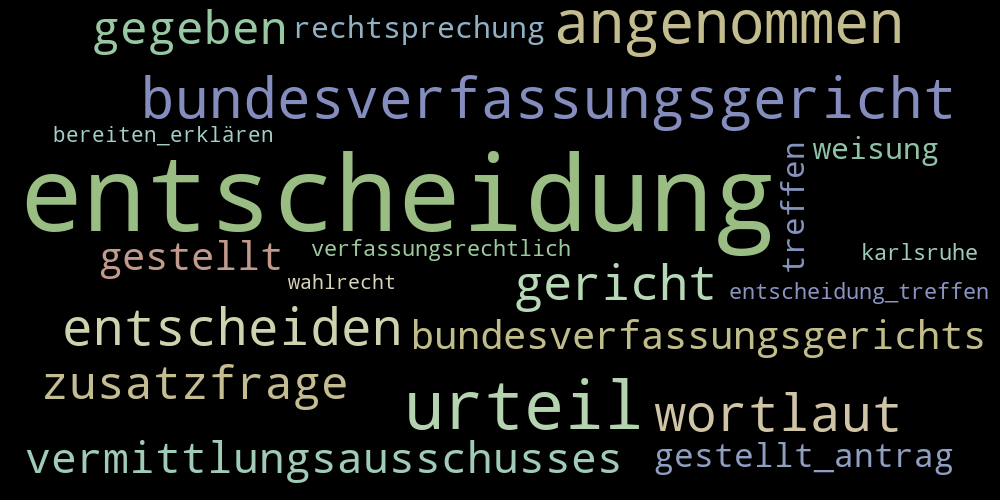 gegeben rechtsprechung angenommen
bundesverfassungsgericht
bereiten_erklären
weisung
entscheidung
treffen
gestellt verfassungsrechtlich karlsruhe
wahlrecht gericht entscheidung_treffen
entscheiden bundesverfassungsgerichts
zusatzfrage
urteil wortlaut
vermittlungsausschusses gestellt_antrag